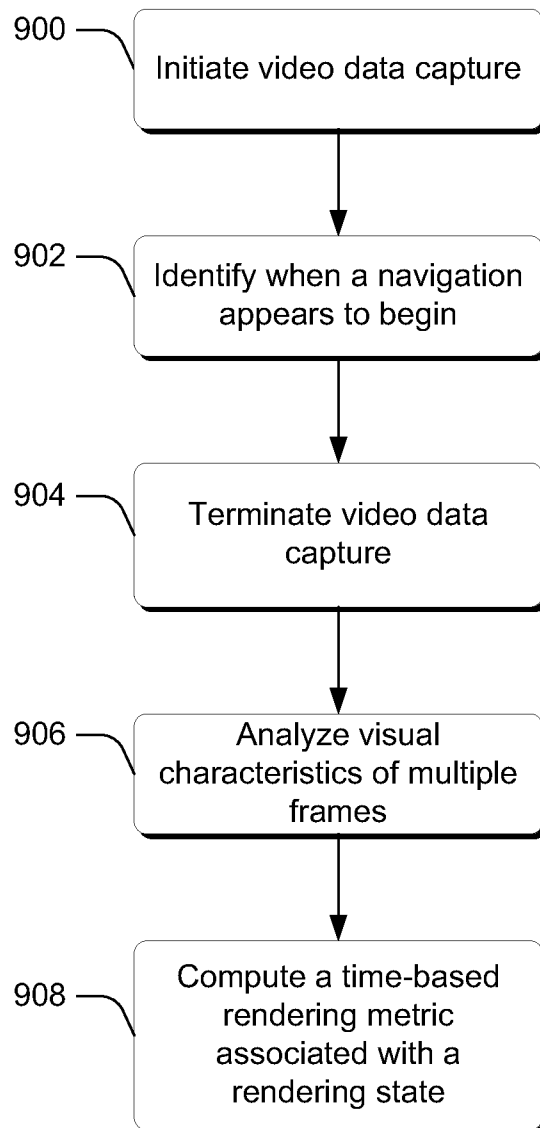 900
Initiate video data capture
902
Identify when a navigation
appears to begin
904
Terminate video data
capture
906
Analyze visual
characteristics of multiple
frames
908
Compute a time-based
rendering metric
associated with a
rendering state